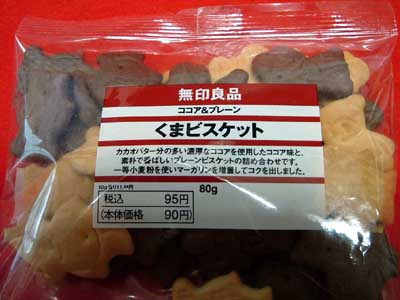 無印良品
ココア&プレーン
くまビスケット
カカオバター分の多い濃厚なココアを使用したココア味と、
素朴で香ばしいプレーンビスケットの詰め合わせです。
一等小麦粉を使いマーガリンを増量してコクを出しました。
80g
税込 95円
(本体価格 90円)